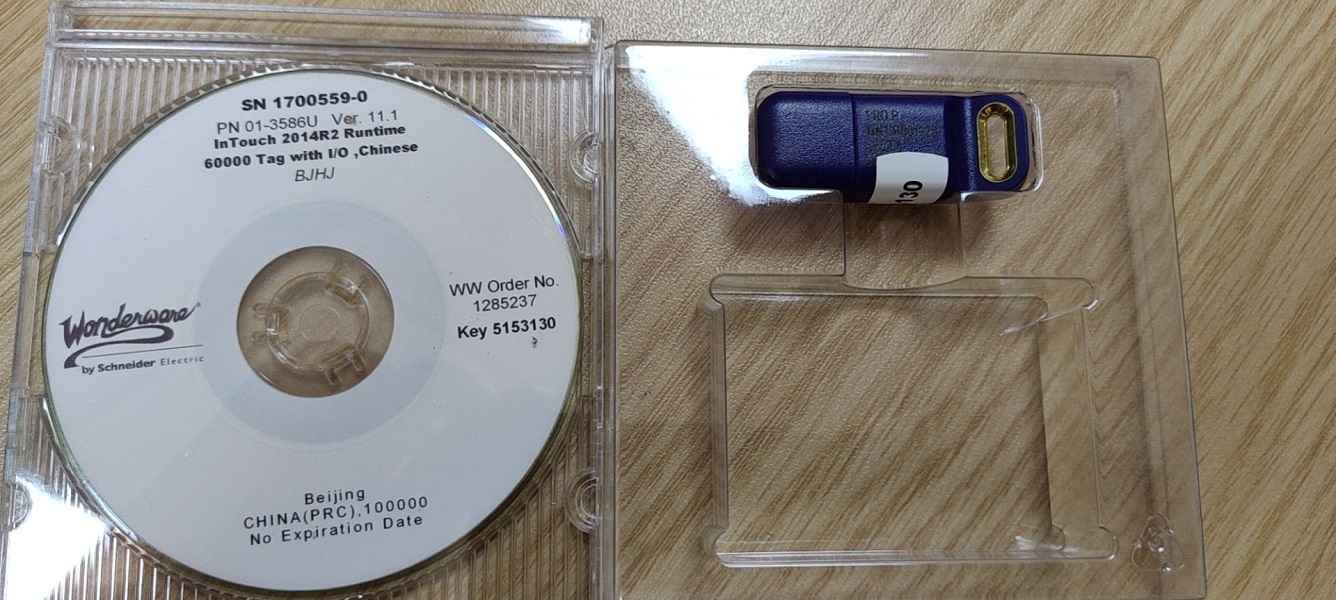 SN 1700559-0
PN 01-3586U Ver. 11.1
InTouch 2014R2 Runtime
60000 Tag with I/O ,Chinese
BJHJ
Wonderware
by Schneider Electric
WW Order No.
1285237
Key 5153130
Beijing
CHINA(PRC),100000
No Expiration Date
130